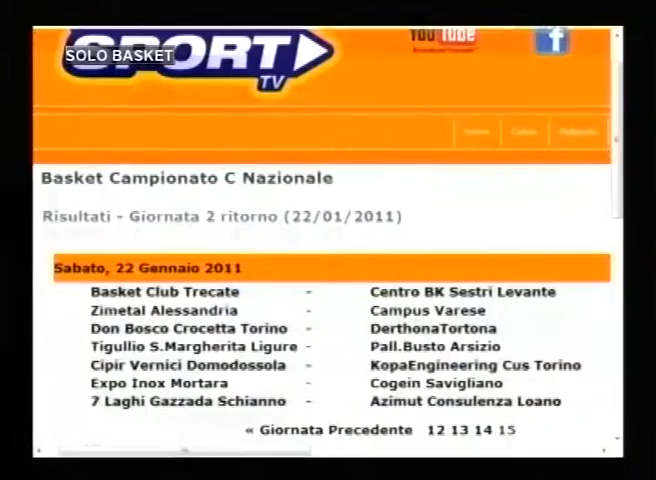 YOU Tube
SPORT
SOLO BASKET
TV
f
Basket Campionato C Nazionale
Risultati - Giornata 2 ritorno (22/01/2011)
Sabato, 22 Gennaio 2011
Basket Club Trecate - Centro BK Sestri Levante
Zimetal Alessandria - Campus Varese
Don Bosco Crocetta Torino - DerthonaTortona
Tigullio S.Margherita Ligure - Pall.Busto Arsizio
Cipir Vernici Domodossola - KopaEngineering Cus Torino
Expo Inox Mortara - Cogein Savigliano
7 Laghi Gazzada Schianno - Azimut Consulenza Loano
« Giornata Precedente 12 13 14 15